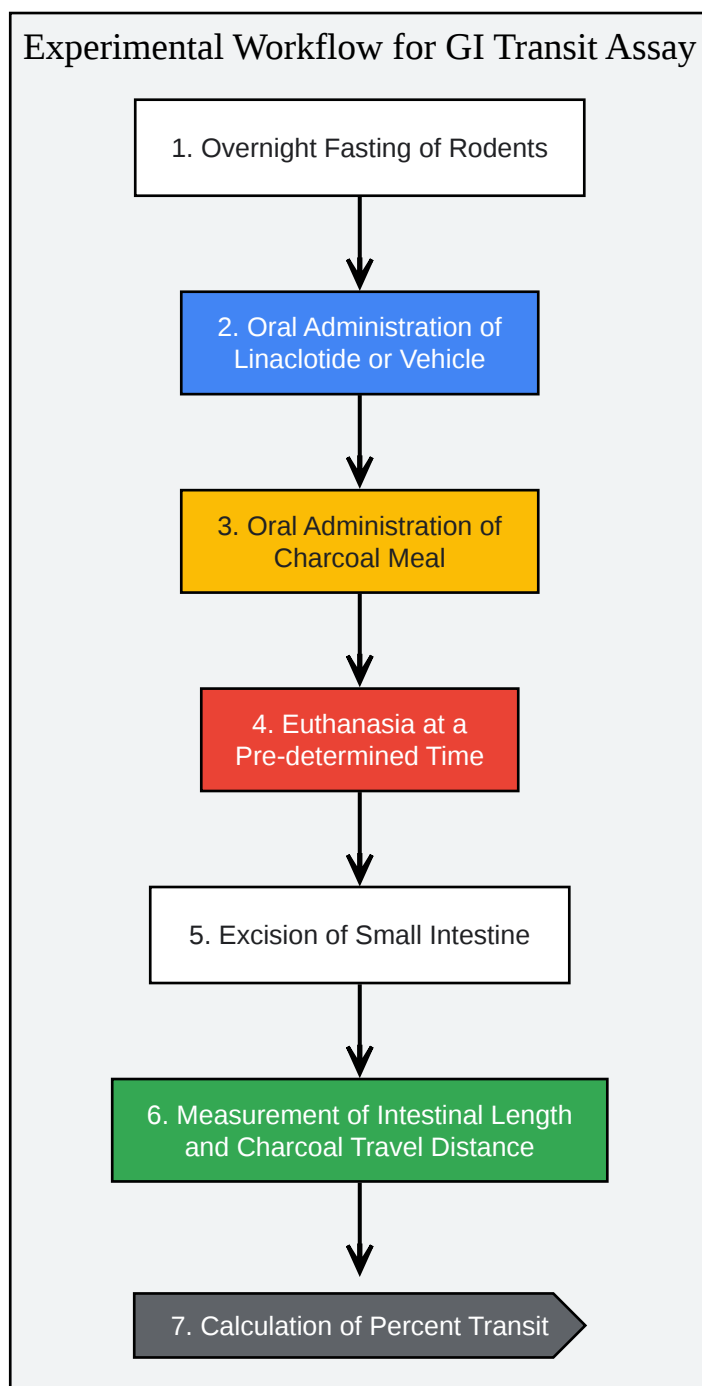 Experimental Workflow for GI Transit Assay
1. Overnight Fasting of Rodents
2. Oral Administration of
Linaclotide or Vehicle
3. Oral Administration of
Charcoal Meal
4. Euthanasia at a
Pre-determined Time
5. Excision of Small Intestine
6. Measurement of Intestinal Length
and Charcoal Travel Distance
7. Calculation of Percent Transit